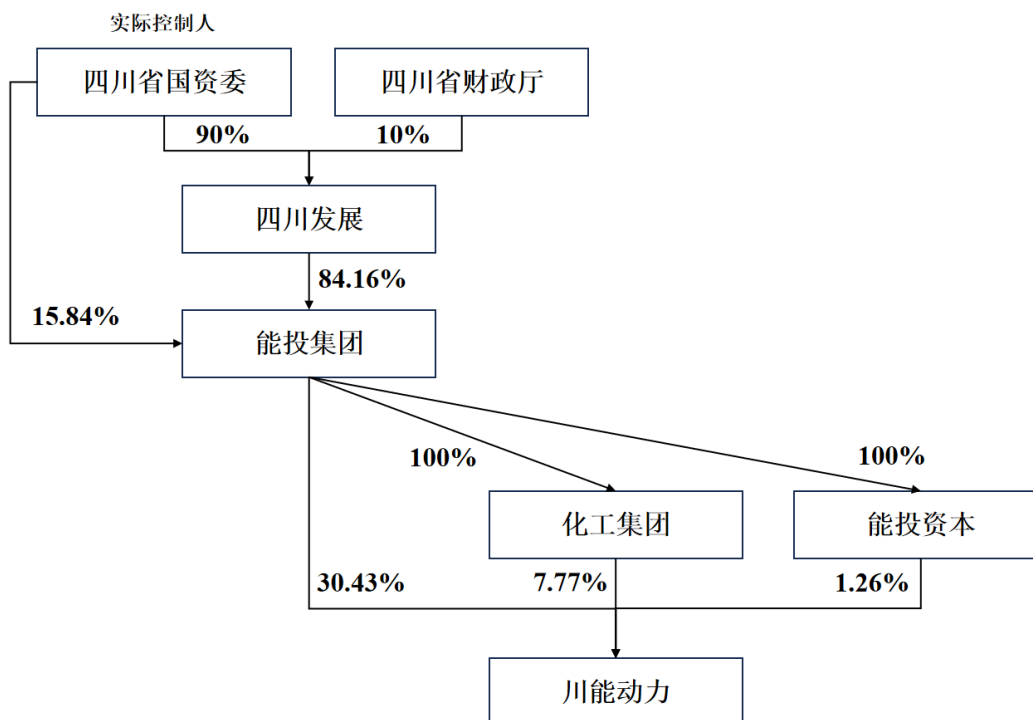 实际控制人
四川省国资委
四川省财政厅
90%
10%
四川发展
84.16%
15.84%
能投集团
100%
100%
化工集团
能投资本
30.43%
7.77%
1.26%
川能动力